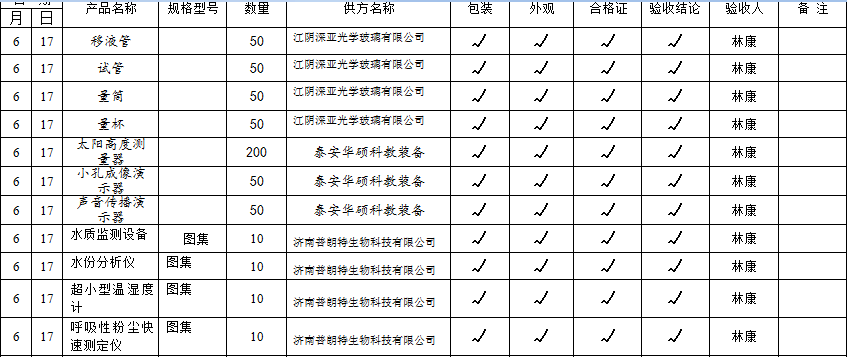 日 期 产品名称 规格型号 数量 供方名称 包装 外观 合格证 验收结论 验收人 备 注
月 日
6 17 移液管 50 江阴深亚光学玻璃有限公司 ✓ ✓ ✓ ✓ 林康
6 17 试管 50 江阴深亚光学玻璃有限公司 ✓ ✓ ✓ ✓ 林康
6 17 量筒 50 江阴深亚光学玻璃有限公司 ✓ ✓ ✓ ✓ 林康
6 17 量杯 50 江阴深亚光学玻璃有限公司 ✓ ✓ ✓ ✓ 林康
太阳高度测
6 17 量器 200 泰安华硕科教装备 ✓ ✓ ✓ ✓ 林康
小孔成像演
6 17 示器 50 泰安华硕科教装备 ✓ ✓ ✓ ✓ 林康
声音传播演
6 17 示器 50 泰安华硕科教装备 ✓ ✓ ✓ ✓ 林康
6 17 水质监测设备 图集 10 济南普朗特生物科技有限公司 ✓ ✓ ✓ ✓ 林康
6 17 水份分析仪 图集 10 济南普朗特生物科技有限公司 ✓ ✓ ✓ ✓ 林康
超小型温湿度 图集
6 17 计 10 济南普朗特生物科技有限公司 ✓ ✓ ✓ ✓ 林康
呼吸性粉尘快 图集
6 17 速测定仪 10 济南普朗特生物科技有限公司 ✓ ✓ ✓ ✓ 林康